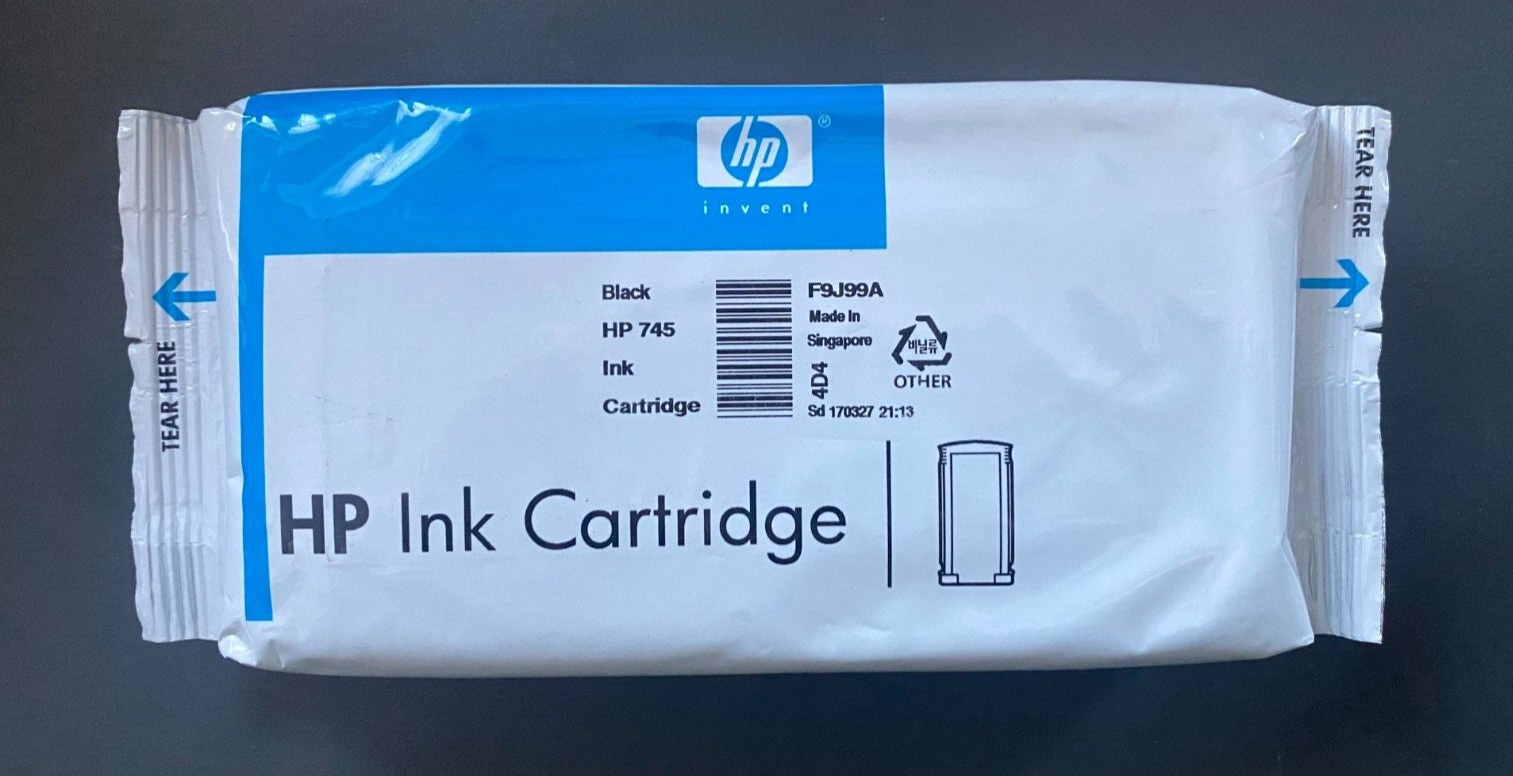 hp®
invent
TEAR HERE
TEAR HERE
Black
HP 745
Ink
Cartridge
F9J99A
Made In
Singapore
4D4
Sd 170327 21:13
비닐류
OTHER
HP Ink Cartridge